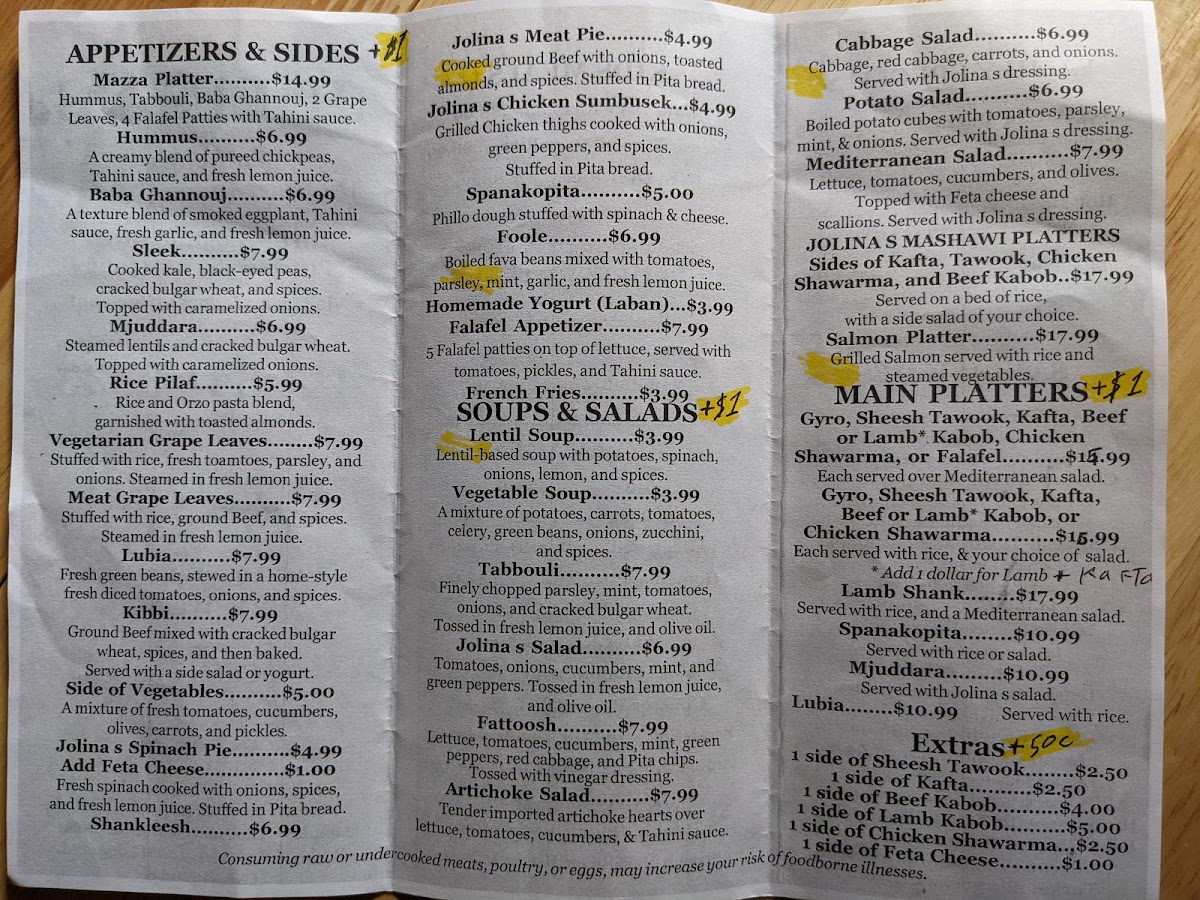 APPETIZERS & SIDES +$1
Mazza Platter..........$14.99
Hummus, Tabbouli, Baba Ghannouj, 2 Grape
Leaves, 4 Falafel Patties with Tahini sauce.
Hummus..........$6.99
A creamy blend of pureed chickpeas,
Tahini sauce, and fresh lemon juice.
Baba Ghannouj..........$6.99
A texture blend of smoked eggplant, Tahini
sauce, fresh garlic, and fresh lemon juice.
Sleek..........$7.99
Cooked kale, black-eyed peas,
cracked bulgar wheat, and spices.
Topped with caramelized onions.
Mjuddara..........$6.99
Steamed lentils and cracked bulgar wheat.
Topped with caramelized onions.
Rice Pilaf..........$5.99
Rice and Orzo pasta blend,
garnished with toasted almonds.
Vegetarian Grape Leaves........$7.99
Stuffed with rice, fresh toamtoes, parsley, and
onions. Steamed in fresh lemon juice.
Meat Grape Leaves..........$7.99
Stuffed with rice, ground Beef, and spices.
Steamed in fresh lemon juice.
Lubia..........$7.99
Fresh green beans, stewed in a home-style
fresh diced tomatoes, onions, and spices.
Kibbi..........$7.99
Ground Beef mixed with cracked bulgar
wheat, spices, and then baked.
Served with a side salad or yogurt.
Side of Vegetables..........$5.00
A mixture of fresh tomatoes, cucumbers,
olives, carrots, and pickles.
Jolina s Spinach Pie..........$4.99
Add Feta Cheese..............$1.00
Fresh spinach cooked with onions, spices,
and fresh lemon juice. Stuffed in Pita bread.
Shankleesh..........$6.99
Jolina s Meat Pie..........$4.99
Cooked ground Beef with onions, toasted
almonds, and spices. Stuffed in Pita bread.
Jolina s Chicken Sumbusek...$4.99
Grilled Chicken thighs cooked with onions,
green peppers, and spices.
Stuffed in Pita bread.
Spanakopita..........$5.00
Phillo dough stuffed with spinach & cheese.
Foole..........$6.99
Boiled fava beans mixed with tomatoes,
parsley, mint, garlic, and fresh lemon juice.
Homemade Yogurt (Laban)...$3.99
Falafel Appetizer..........$7.99
5 Falafel patties on top of lettuce, served with
tomatoes, pickles, and Tahini sauce.
French Fries..........$3.99
SOUPS & SALADS +$1
Lentil Soup..........$3.99
Lentil-based soup with potatoes, spinach,
onions, lemon, and spices.
Vegetable Soup..........$3.99
A mixture of potatoes, carrots, tomatoes,
celery, green beans, onions, zucchini,
and spices.
Tabbouli..........$7.99
Finely chopped parsley, mint, tomatoes,
onions, and cracked bulgar wheat.
Tossed in fresh lemon juice, and olive oil.
Jolina s Salad..........$6.99
Tomatoes, onions, cucumbers, mint, and
green peppers. Tossed in fresh lemon juice,
and olive oil.
Fattoosh..........$7.99
Lettuce, tomatoes, cucumbers, mint, green
peppers, red cabbage, and Pita chips.
Tossed with vinegar dressing.
Artichoke Salad..........$7.99
Tender imported artichoke hearts over
lettuce, tomatoes, cucumbers, & Tahini sauce.
Cabbage Salad..........$6.99
Cabbage, red cabbage, carrots, and onions.
Served with Jolina s dressing.
Potato Salad..........$6.99
Boiled potato cubes with tomatoes, parsley,
mint, & onions. Served with Jolina s dressing.
Mediterranean Salad..........$7.99
Lettuce, tomatoes, cucumbers, and olives.
Topped with Feta cheese and
scallions. Served with Jolina s dressing.
JOLINA S MASHAWI PLATTERS
Sides of Kafta, Tawook, Chicken
Shawarma, and Beef Kabob..$17.99
Served on a bed of rice,
with a side salad of your choice.
Salmon Platter..........$17.99
Grilled Salmon served with rice and
steamed vegetables.
MAIN PLATTERS +$1
Gyro, Sheesh Tawook, Kafta, Beef
or Lamb* Kabob, Chicken
Shawarma, or Falafel..........$15.99
Each served over Mediterranean salad.
Gyro, Sheesh Tawook, Kafta,
Beef or Lamb* Kabob, or
Chicken Shawarma..........$15.99
Each served with rice, & your choice of salad.
* Add 1 dollar for Lamb + KAFTA
Lamb Shank........$17.99
Served with rice, and a Mediterranean salad.
Spanakopita........$10.99
Served with rice or salad.
Mjuddara........$10.99
Served with Jolina's salad.
Lubia........$10.99 Served with rice.
Extras +50c
1 side of Sheesh Tawook........$2.50
1 side of Kafta..........$2.50
1 side of Beef Kabob..........$4.00
1 side of Lamb Kabob..........$5.00
1 side of Chicken Shawarma...$2.50
1 side of Feta Cheese..........$1.00
Consuming raw or undercooked meats, poultry, or eggs, may increase your risk of foodborne illnesses.